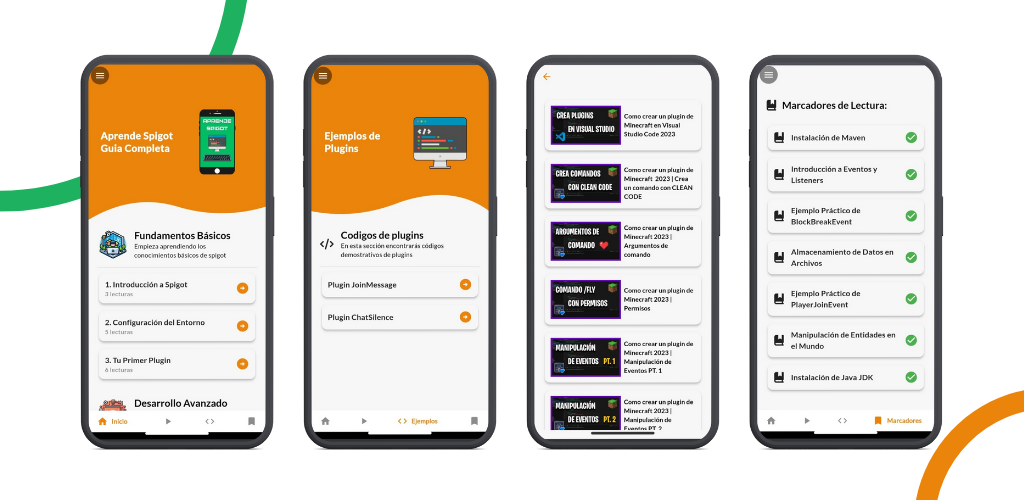 APRENDE
SPIGOT
Aprende Spigot
Guia Completa
Fundamentos Básicos
Empieza aprendiendo los
conocimientos básicos de spigot
1. Introducción a Spigot
3 lecturas
2. Configuración del Entorno
5 lecturas
3. Tu Primer Plugin
6 lecturas
Desarrollo Avanzado
Inicio
Ejemplos de
Plugins
Codigos de plugins
En esta sección encontrarás códigos
demostrativos de plugins
Plugin JoinMessage
Plugin ChatSilence
Ejemplos
CREA PLUGINS
EN VISUAL STUDIO
Como crear un plugin de
Minecraft en Visual
Studio Code 2023
CREA COMANDOS
CON CLEAN CODE
Como crear un plugin de
Minecraft 2023 | Crea
un comando con CLEAN
CODE
ARGUMENTOS DE
COMANDO
Como crear un plugin de
Minecraft 2023 |
Argumentos de
comando
COMANDO /FLY
CON PERMISOS
Como crear un plugin de
Minecraft 2023 |
Permisos
MANIPULACIÓN
DE EVENTOS PT. 1
Como crear un plugin de
Minecraft 2023 |
Manipulación de
Eventos PT. 1
MANIPULACIÓN
DE EVENTOS PT. 2
Como crear un plugin de
Minecraft 2023 |
Manipulación de
Eventos PT. 2
Marcadores de Lectura:
Instalación de Maven
Introducción a Eventos y
Listeners
Ejemplo Práctico de
BlockBreakEvent
Almacenamiento de Datos en
Archivos
Ejemplo Práctico de
PlayerJoinEvent
Manipulación de Entidades en
el Mundo
Instalación de Java JDK
Marcadores